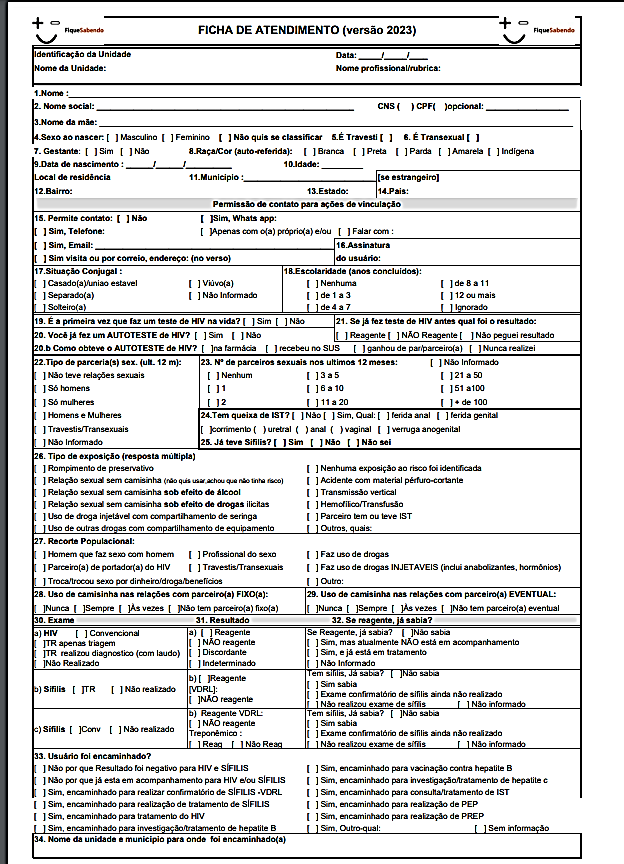 FiqueSabendo
FICHA DE ATENDIMENTO (versão 2023)
FiqueSabendo
Identificação da Unidade Data: _____/_____/____
Nome da Unidade: Nome profissional/rubrica:
1.Nome :
2. Nome social: CNS ( ) CPF( )opcional:
3.Nome da mãe:
4.Sexo ao nascer: [ ] Masculino [ ] Feminino [ ] Não quis se classificar 5.É Travesti [ ] 6. É Transexual [ ]
7. Gestante: [ ] Sim [ ] Não 8.Raça/Cor (auto-referida): [ ] Branca [ ] Preta [ ] Parda [ ] Amarela [ ] Indígena
9.Data de nascimento : ______/______/__________ 10.Idade:
Local de residência 11.Município : [se estrangeiro]
12.Bairro: 13.Estado: 14.Pais:
Permissão de contato para ações de vinculação
15. Permite contato: [ ] Não [ ]Sim, Whats app:
[ ] Sim, Telefone: [ ]Apenas com o(a) próprio(a) e/ou [ ] Falar com :
[ ] Sim, Email: 16.Assinatura
[ ] Sim visita ou por correio, endereço: (no verso) do usuário:
17.Situação Conjugal : 18.Escolaridade (anos concluídos):
[ ] Casado(a)/uniao estavel [ ] Viúvo(a) [ ] Nenhuma [ ] de 8 a 11
[ ] Separado(a) [ ] Não Informado [ ] de 1 a 3 [ ] 12 ou mais
[ ] Solteiro(a) [ ] de 4 a 7 [ ] Ignorado
19. É a primeira vez que faz um teste de HIV na vida? [ ] Sim [ ] Não 21. Se já fez teste de HIV antes qual foi o resultado:
20. Você já fez um AUTOTESTE de HIV? [ ] Sim [ ] Não [ ] Reagente [ ] NÃO Reagente [ ] Não peguei resultado
20.b Como obteve o AUTOTESTE de HIV? [ ]na farmácia [ ] recebeu no SUS [ ] ganhou de par/parceiro(a) [ ] Nunca realizei
22.Tipo de parceria(s) sex. (ult. 12 m): 23. Nº de parceiros sexuais nos ultimos 12 meses: [ ] Não Informado
[ ] Não teve relações sexuais [ ] Nenhum [ ] 3 a 5 [ ] 21 a 50
[ ] Só homens [ ] 1 [ ] 6 a 10 [ ] 51 a100
[ ] Só mulheres [ ] 2 [ ] 11 a 20 [ ] + de 100
[ ] Homens e Mulheres 24.Tem queixa de IST? [ ] Não [ ] Sim, Qual: [ ] ferida anal [ ] ferida genital
[ ] Travestis/Transexuais [ ]corrimento ( ) uretral ( ) anal ( ) vaginal [ ] verruga anogenital
[ ] Não Informado 25. Já teve Sífilis? [ ] Sim [ ] Não [ ] Não sei
26. Tipo de exposição (resposta múltipla)
[ ] Rompimento de preservativo [ ] Nenhuma exposição ao risco foi identificada
[ ] Relação sexual sem camisinha (não quis usar,achou que não tinha risco) [ ] Acidente com material pérfuro-cortante
[ ] Relação sexual sem camisinha sob efeito de álcool [ ] Transmissão vertical
[ ] Relação sexual sem camisinha sob efeito de drogas ilícitas [ ] Hemofílico/Transfusão
[ ] Uso de droga injetável com compartilhamento de seringa [ ] Parceiro tem ou teve IST
[ ] Uso de outras drogas com compartilhamento de equipamento [ ] Outros, quais:
27. Recorte Populacional:
[ ] Homem que faz sexo com homem [ ] Profissional do sexo [ ] Faz uso de drogas
[ ] Parceiro(a) de portador(a) do HIV [ ] Travestis/Transexuais [ ] Faz uso de drogas INJETAVEIS (inclui anabolizantes, hormônios)
[ ] Troca/trocou sexo por dinheiro/droga/benefícios [ ] Outro:
28. Uso de camisinha nas relações com parceiro(a) FIXO(a): 29. Uso de camisinha nas relações com parceiro(a) EVENTUAL:
[ ]Nunca [ ]Sempre [ ]Às vezes [ ]Não tem parceiro(a) fixo(a) [ ]Nunca [ ]Sempre [ ]Às vezes [ ]Não tem parceiro(a) eventual
30. Exame 31. Resultado 32. Se reagente, já sabia?
a) HIV [ ] Convencional a) [ ] Reagente Se Reagente, já sabia? [ ]Não sabia
[ ]TR apenas triagem [ ] NÃO reagente [ ] Sim, mas atualmente NÃO está em acompanhamento
[ ]TR realizou diagnostico (com laudo) [ ] Discordante [ ] Sim, e já está em tratamento
[ ]Não Realizado [ ] Indeterminado [ ] Não Informado
b) Sífilis [ ]TR [ ] Não realizado b) [ ]Reagente Tem sífilis, Já sabia? [ ]Não sabia
[VDRL]: [ ] Sim sabia
[ ]NÃO reagente [ ] Exame confirmatório de sífilis ainda não realizado
[ ] Não realizou exame de sífilis [ ] Não informado
c) Sífilis [ ]Conv [ ] Não realizado b) Reagente VDRL: Tem sífilis, Já sabia? [ ]Não sabia
[ ] NÃO reagente [ ] Sim sabia
Treponêmico : [ ] Exame confirmatório de sífilis ainda não realizado
[ ] Reag [ ] Não Reag [ ] Não realizou exame de sífilis [ ] Não informado
33. Usuário foi encaminhado?
[ ] Não por que Resultado foi negativo para HIV e SÍFILIS [ ] Sim, encaminhado para vacinação contra hepatite B
[ ] Não por que já esta em acompanhamento para HIV e/ou SÍFILIS [ ] Sim, encaminhado para investigação/tratamento de hepatite c
[ ] Sim, encaminhado para realizar confirmatório de SÍFILIS -VDRL [ ] Sim, encaminhado para consulta/tratamento de IST
[ ] Sim, encaminhado para realização de tratamento de SÍFILIS [ ] Sim, encaminhado para realização de PEP
[ ] Sim, encaminhado para tratamento do HIV [ ] Sim, encaminhado para realização de PREP
[ ] Sim, encaminhado para investigação/tratamento de hepatite B [ ] Sim, Outro-qual: [ ] Sem informação
34. Nome da unidade e municipio para onde foi encaminhado(a)